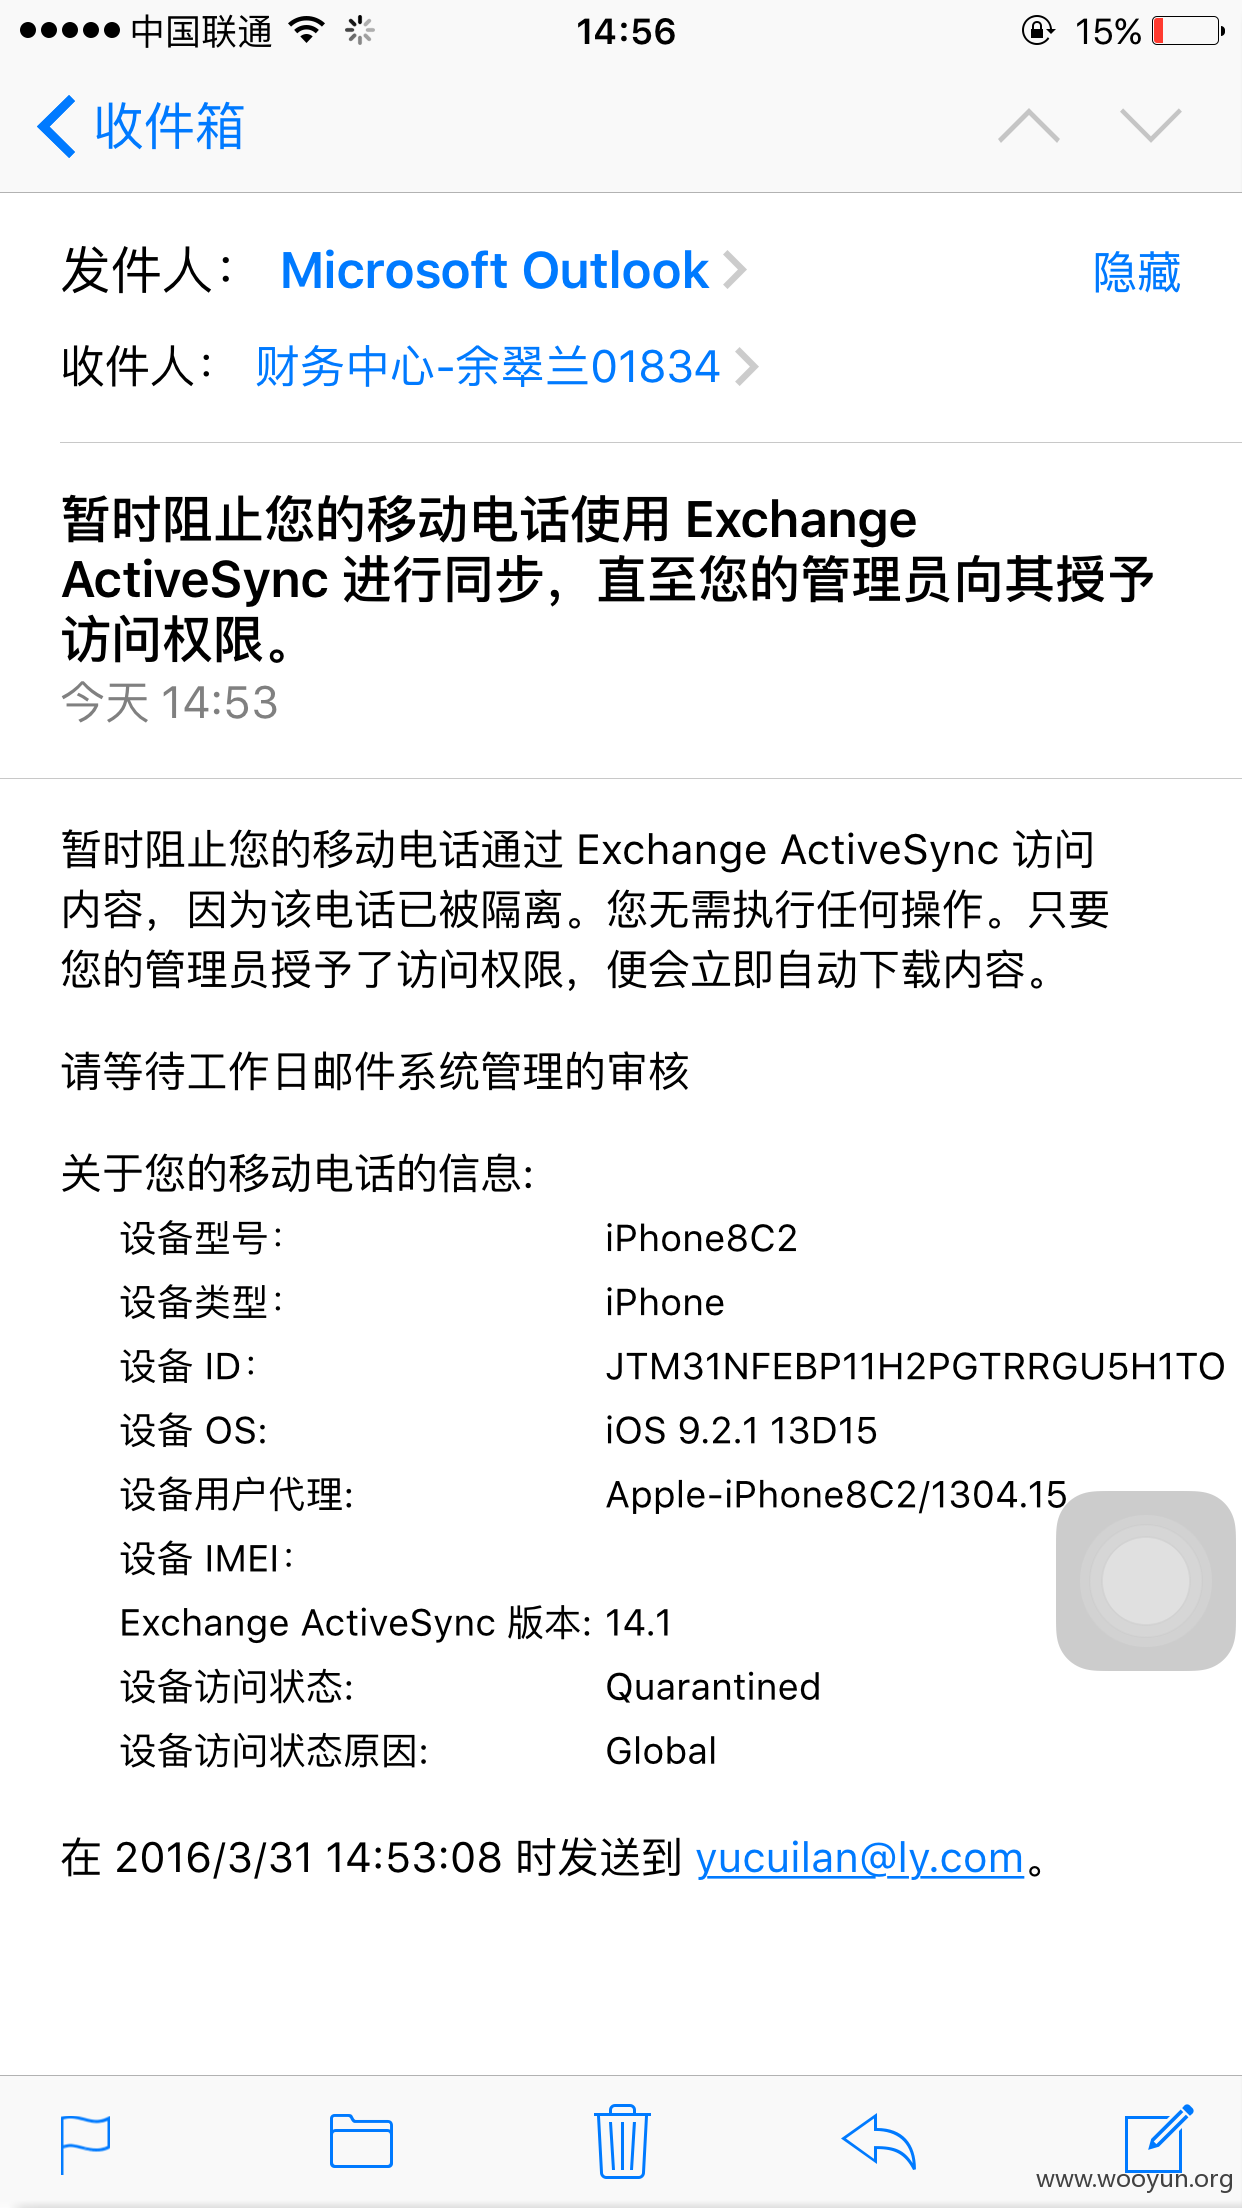 中国联通 14:56 15%
收件箱
发件人： Microsoft Outlook 隐藏
收件人： 财务中心-余翠兰01834
暂时阻止您的移动电话使用 Exchange
ActiveSync 进行同步，直至您的管理员向其授予
访问权限。
今天 14:53
暂时阻止您的移动电话通过 Exchange ActiveSync 访问
内容，因为该电话已被隔离。您无需执行任何操作。只要
您的管理员授予了访问权限，便会立即自动下载内容。
请等待工作日邮件系统管理的审核
关于您的移动电话的信息:
设备型号： iPhone8C2
设备类型： iPhone
设备 ID： JTM31NFEBP11H2PGTRRGU5H1TO
设备 OS: iOS 9.2.1 13D15
设备用户代理: Apple-iPhone8C2/1304.15
设备 IMEI：
Exchange ActiveSync 版本: 14.1
设备访问状态: Quarantined
设备访问状态原因: Global
在 2016/3/31 14:53:08 时发送到 yucuilan@ly.com。
www.wooyun.org